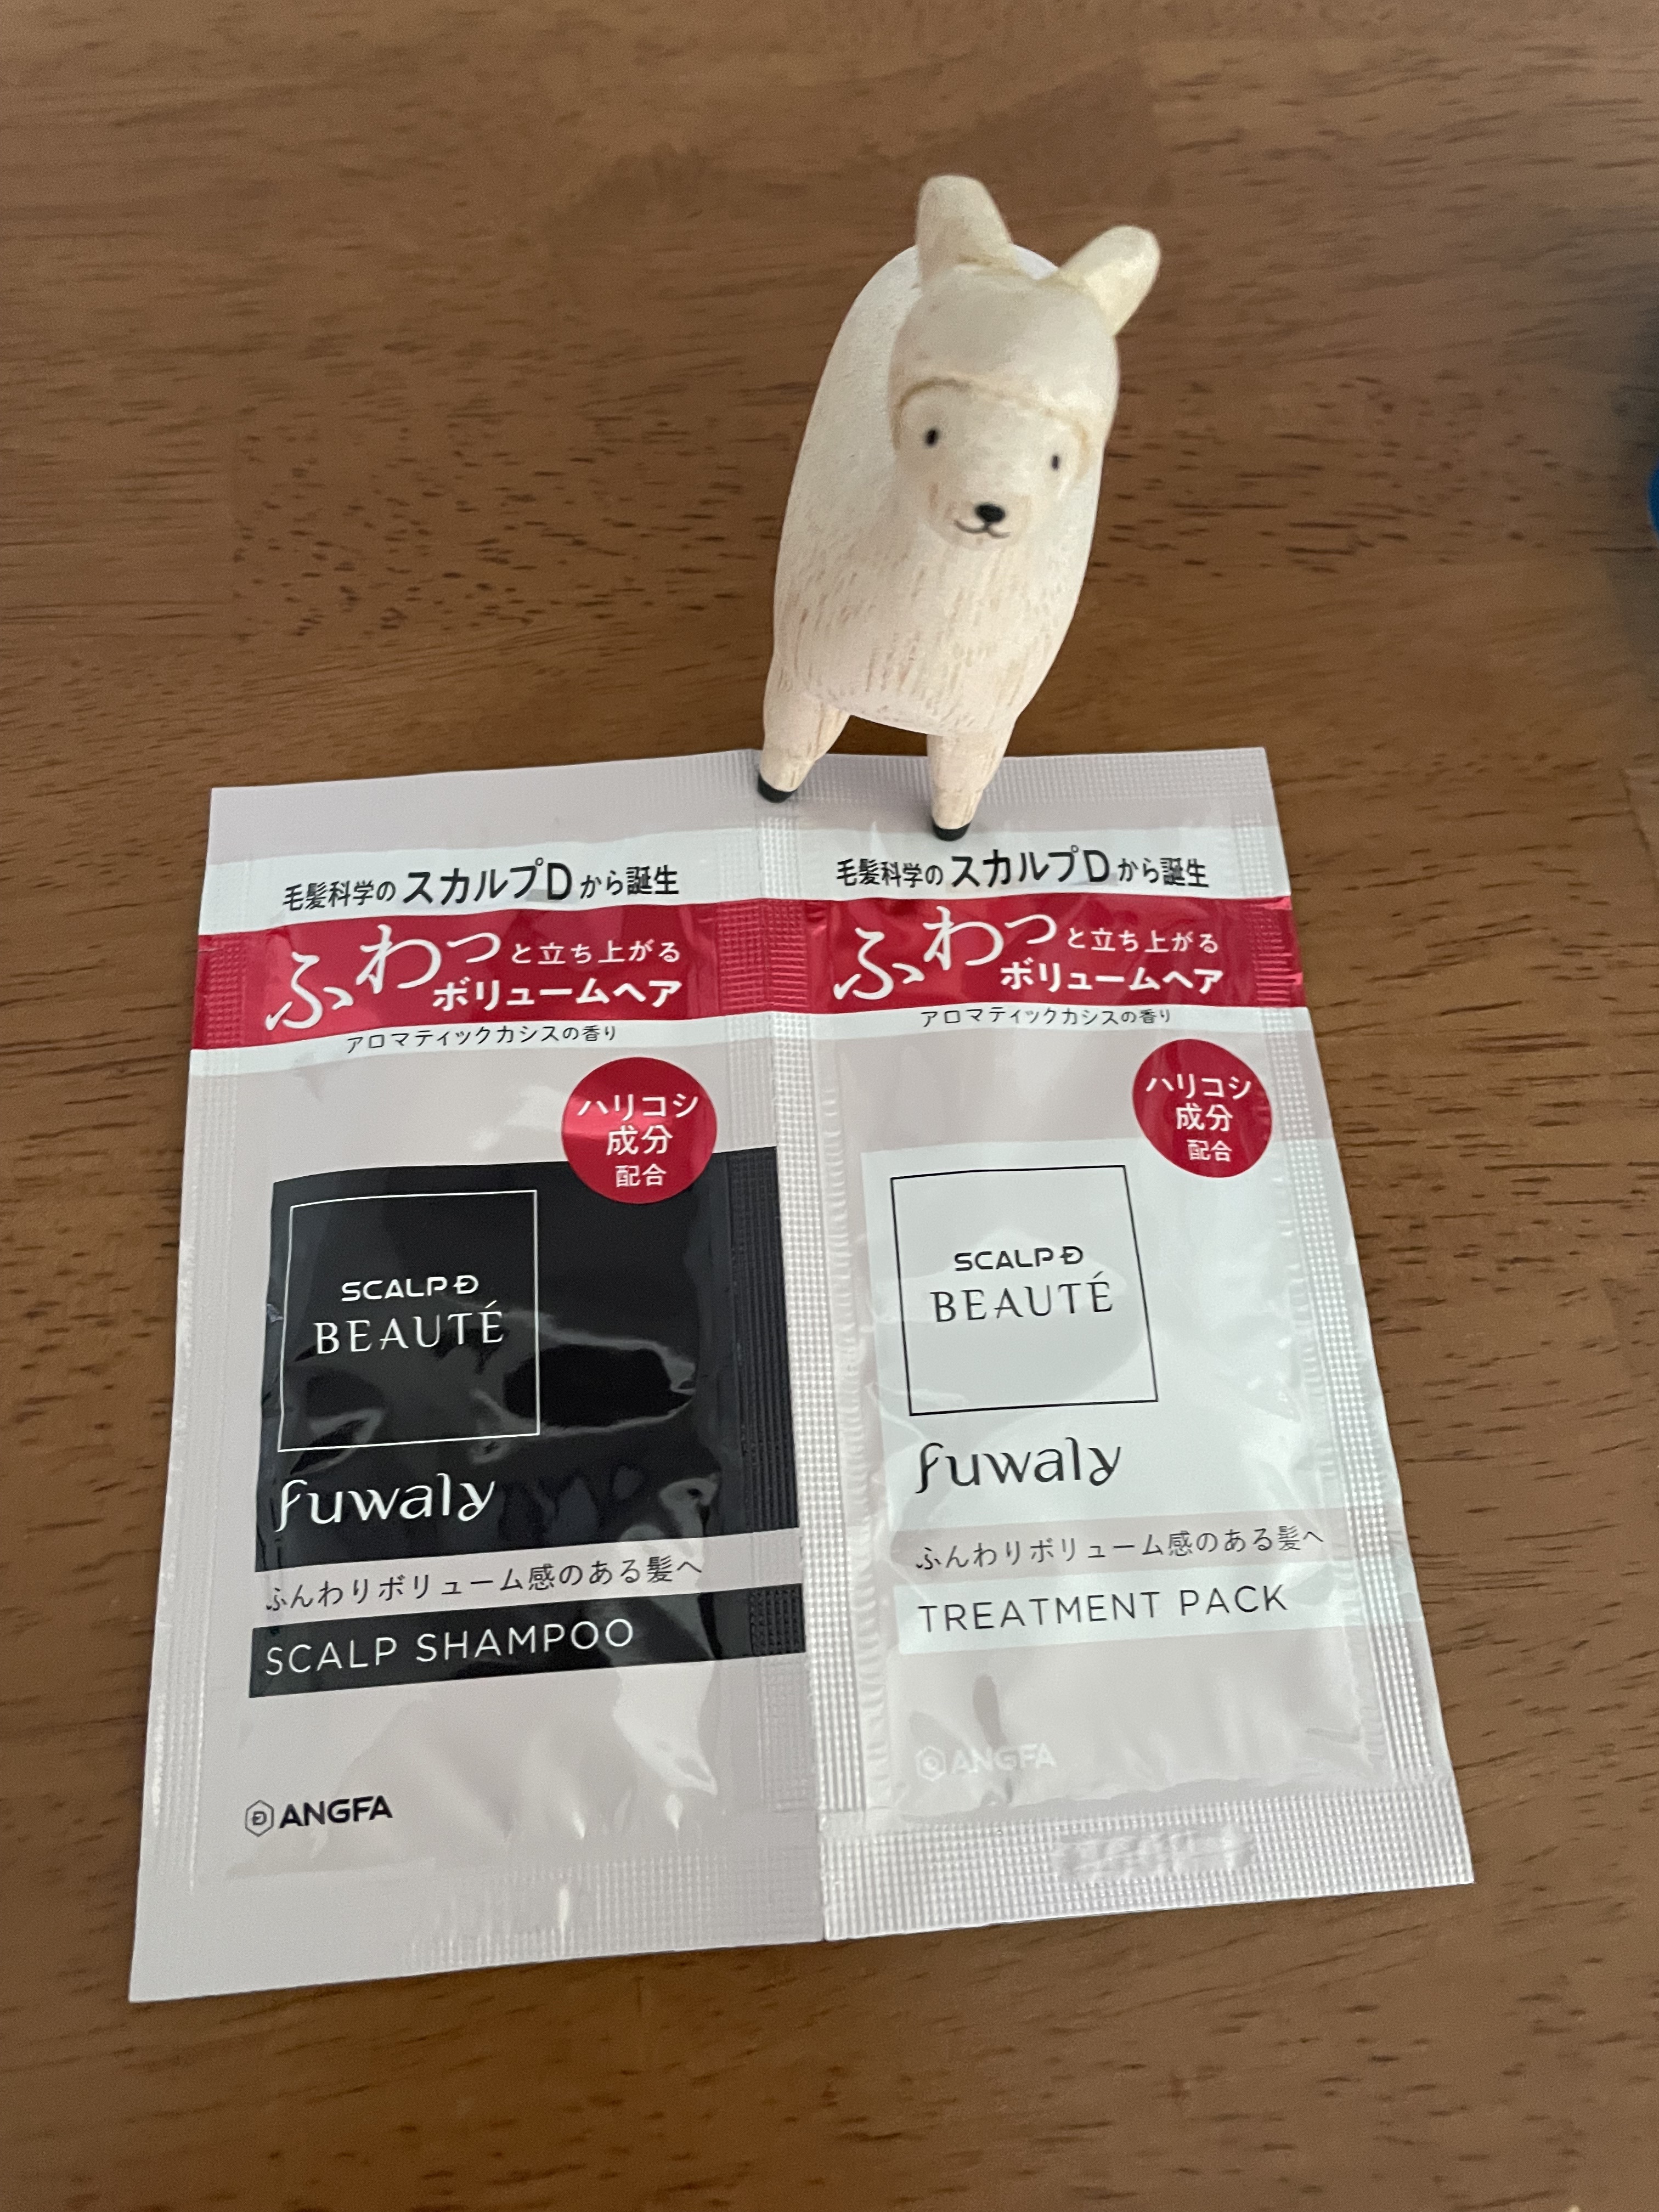 毛髪科学のスカルプDから誕生
ふわっと立ち上がる
ボリュームヘア
アロマティックカシスの香り
ハリコシ
成分
配合
SCALP D
BEAUTÉ
fuwaly
ふんわりボリューム感のある髪へ
SCALP SHAMPOO
ANGFA
毛髪科学のスカルプDから誕生
ふわっと立ち上がる
ボリュームヘア
アロマティックカシスの香り
ハリコシ
成分
配合
SCALP D
BEAUTÉ
fuwaly
ふんわりボリューム感のある髪へ
TREATMENT PACK
ANGFA